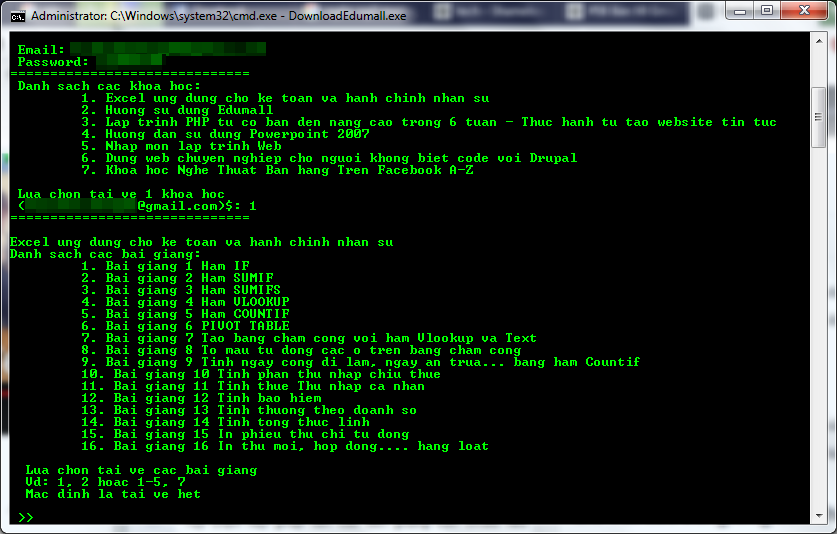 Administrator: C:\Windows\system32\cmd.exe - DownloadEdumall.exe
Email:
Password:
==============================
Danh sach cac khoa hoc:
1. Excel ung dung cho ke toan va hanh chinh nhan su
2. Huong su dung Edumall
3. Lap trinh PHP tu co ban den nang cao trong 6 tuan - Thuc hanh tu tao website tin tuc
4. Huong dan su dung Powerpoint 2007
5. Nhap mon lap trinh Web
6. Dung web chuyen nghiep cho nguoi khong biet code voi Drupal
7. Khoa hoc Nghe Thuat Ban hang Tren Facebook A-Z
Lua chon tai ve 1 khoa hoc
(@gmail.com)$: 1
==============================
Excel ung dung cho ke toan va hanh chinh nhan su
Danh sach cac bai giang:
1. Bai giang 1 Ham IF
2. Bai giang 2 Ham SUMIF
3. Bai giang 3 Ham SUMIFS
4. Bai giang 4 Ham VLOOKUP
5. Bai giang 5 Ham COUNTIF
6. Bai giang 6 PIVOT TABLE
7. Bai giang 7 Tao bang cham cong voi ham Vlookup va Text
8. Bai giang 8 To mau tu dong cac o tren bang cham cong
9. Bai giang 9 Tinh ngay cong di lam, ngay an trua... bang ham Countif
10. Bai giang 10 Tinh phan thu nhap chiu thue
11. Bai giang 11 Tinh thue Thu nhap ca nhan
12. Bai giang 12 Tinh bao hiem
13. Bai giang 13 Tinh thuong theo doanh so
14. Bai giang 14 Tinh tong thuc linh
15. Bai giang 15 In phieu thu chi tu dong
16. Bai giang 16 In thu moi, hop dong.... hang loat
Lua chon tai ve cac bai giang
Vd: 1, 2 hoac 1-5, 7
Mac dinh la tai ve het
>>